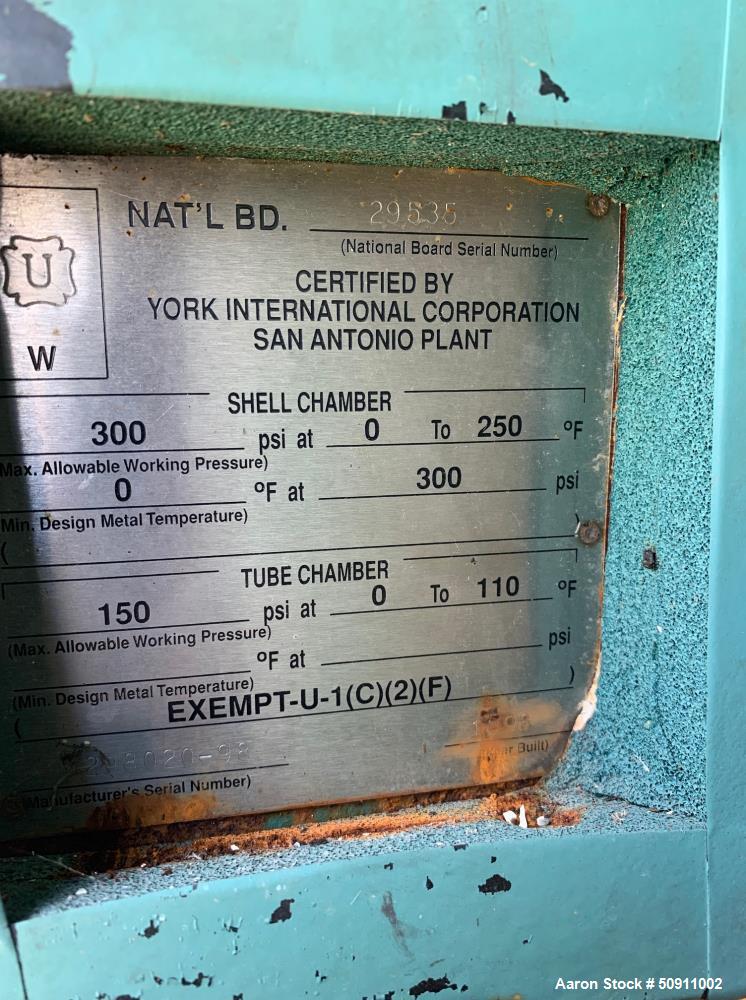 NAT'L BD. 29535
(National Board Serial Number)
U
W
CERTIFIED BY
YORK INTERNATIONAL CORPORATION
SAN ANTONIO PLANT
SHELL CHAMBER
300 psi at 0 To 250 °F
Max. Allowable Working Pressure)
0 °F at 300 psi
Min. Design Metal Temperature)
( )
TUBE CHAMBER
150 psi at 0 To 110 °F
(Max. Allowable Working Pressure)
°F at psi
(Min. Design Metal Temperature)
( EXEMPT-U-1(C)(2)(F) )
Built)
Manufacturer's Serial Number)
Aaron Stock # 50911002